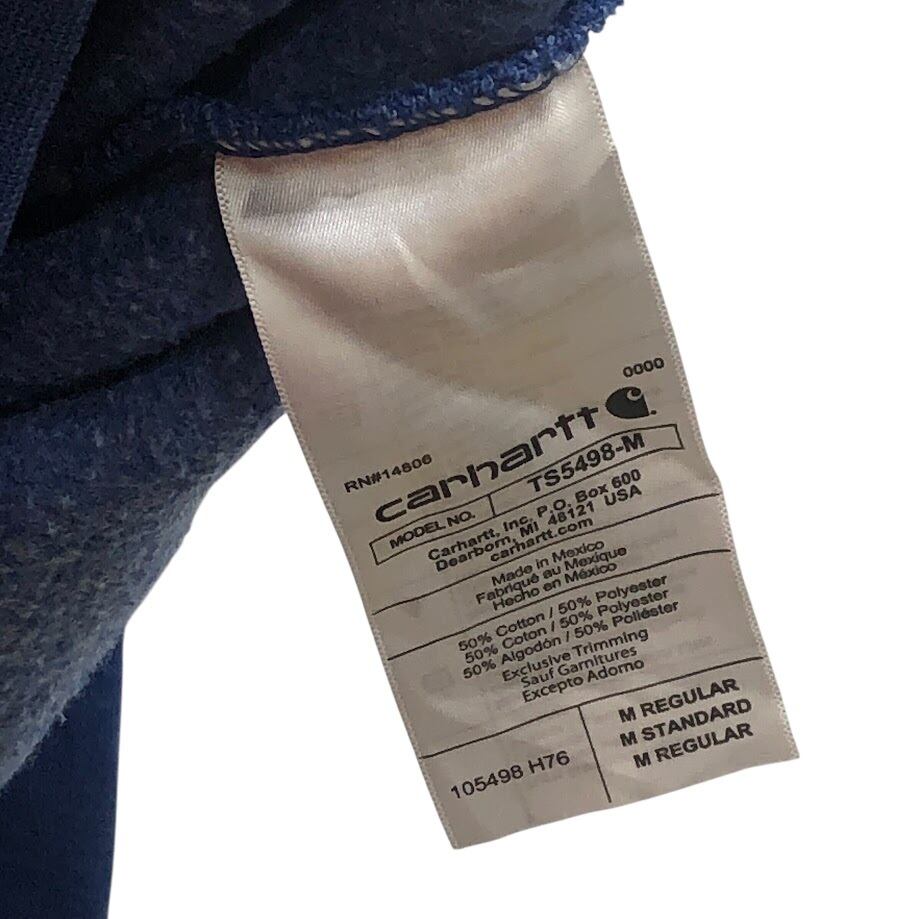 0000
RN#14806
carhartt
MODEL NO. TS5498-M
Carhartt, Inc, P.O. Box 600
Dearborn, MI 48121 USA
carhartt.com
Made in Mexico
Fabriqué au Mexique
Hecho en México
50% Cotton / 50% Polyester
50% Coton / 50% Polyester
50% Algodón / 50% Poliéster
Exclusive Trimming
Sauf Garnitures
Excepto Adorno
105498 H76
M REGULAR
M STANDARD
M REGULAR